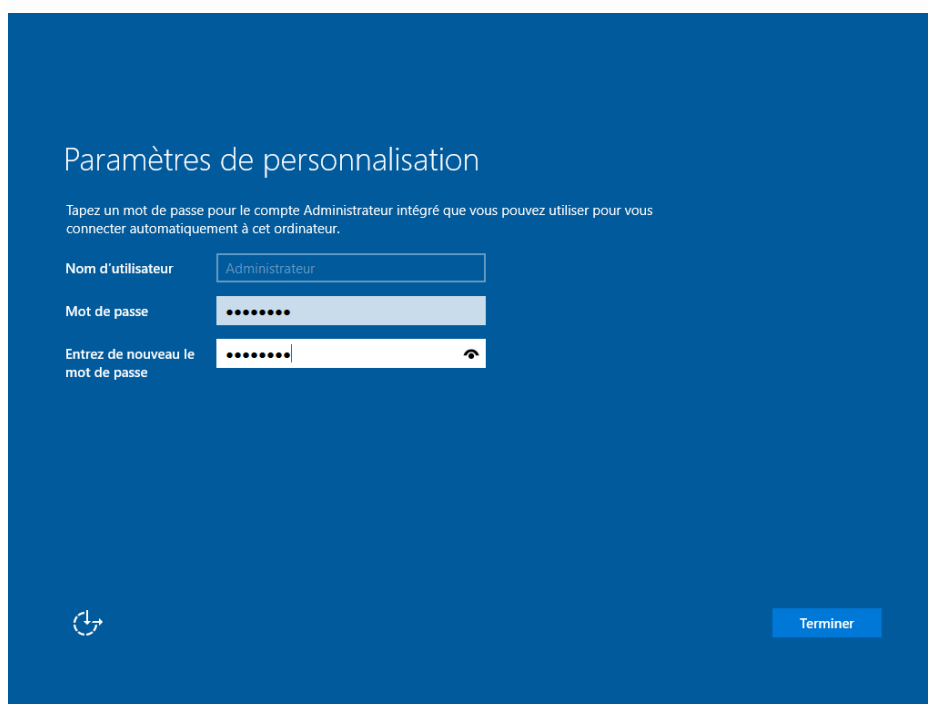 Paramètres de personnalisation
Tapez un mot de passe pour le compte Administrateur intégré que vous pouvez utiliser pour vous
connecter automatiquement à cet ordinateur.
Nom d'utilisateur
Administrateur
Mot de passe
••••••••
Entrez de nouveau le
mot de passe
••••••••
Terminer